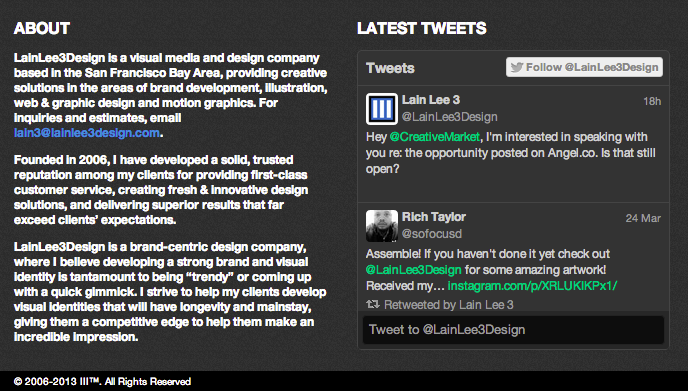 ABOUT
LainLee3Design is a visual media and design company
based in the San Francisco Bay Area, providing creative
solutions in the areas of brand development, illustration,
web & graphic design and motion graphics. For
inquiries and estimates, email
lain3@lainlee3design.com.
Founded in 2006, I have developed a solid, trusted
reputation among my clients for providing first-class
customer service, creating fresh & innovative design
solutions, and delivering superior results that far
exceed clients' expectations.
LainLee3Design is a brand-centric design company,
where I believe developing a strong brand and visual
identity is tantamount to being “trendy” or coming up
with a quick gimmick. I strive to help my clients develop
visual identities that will have longevity and mainstay,
giving them a competitive edge to help them make an
incredible impression.
LATEST TWEETS
Tweets
Follow @LainLee3Design
Lain Lee 3
18h
@LainLee3Design
Hey @CreativeMarket, I'm interested in speaking with
you re: the opportunity posted on Angel.co. Is that still
open?
Rich Taylor
24 Mar
@sofocusd
Assemble! If you haven't done it yet check out
@LainLee3Design for some amazing artwork!
Received my... instagram.com/p/XRLUKlKPx1/
Retweeted by Lain Lee 3
Tweet to @LainLee3Design
© 2006-2013 III™. All Rights Reserved